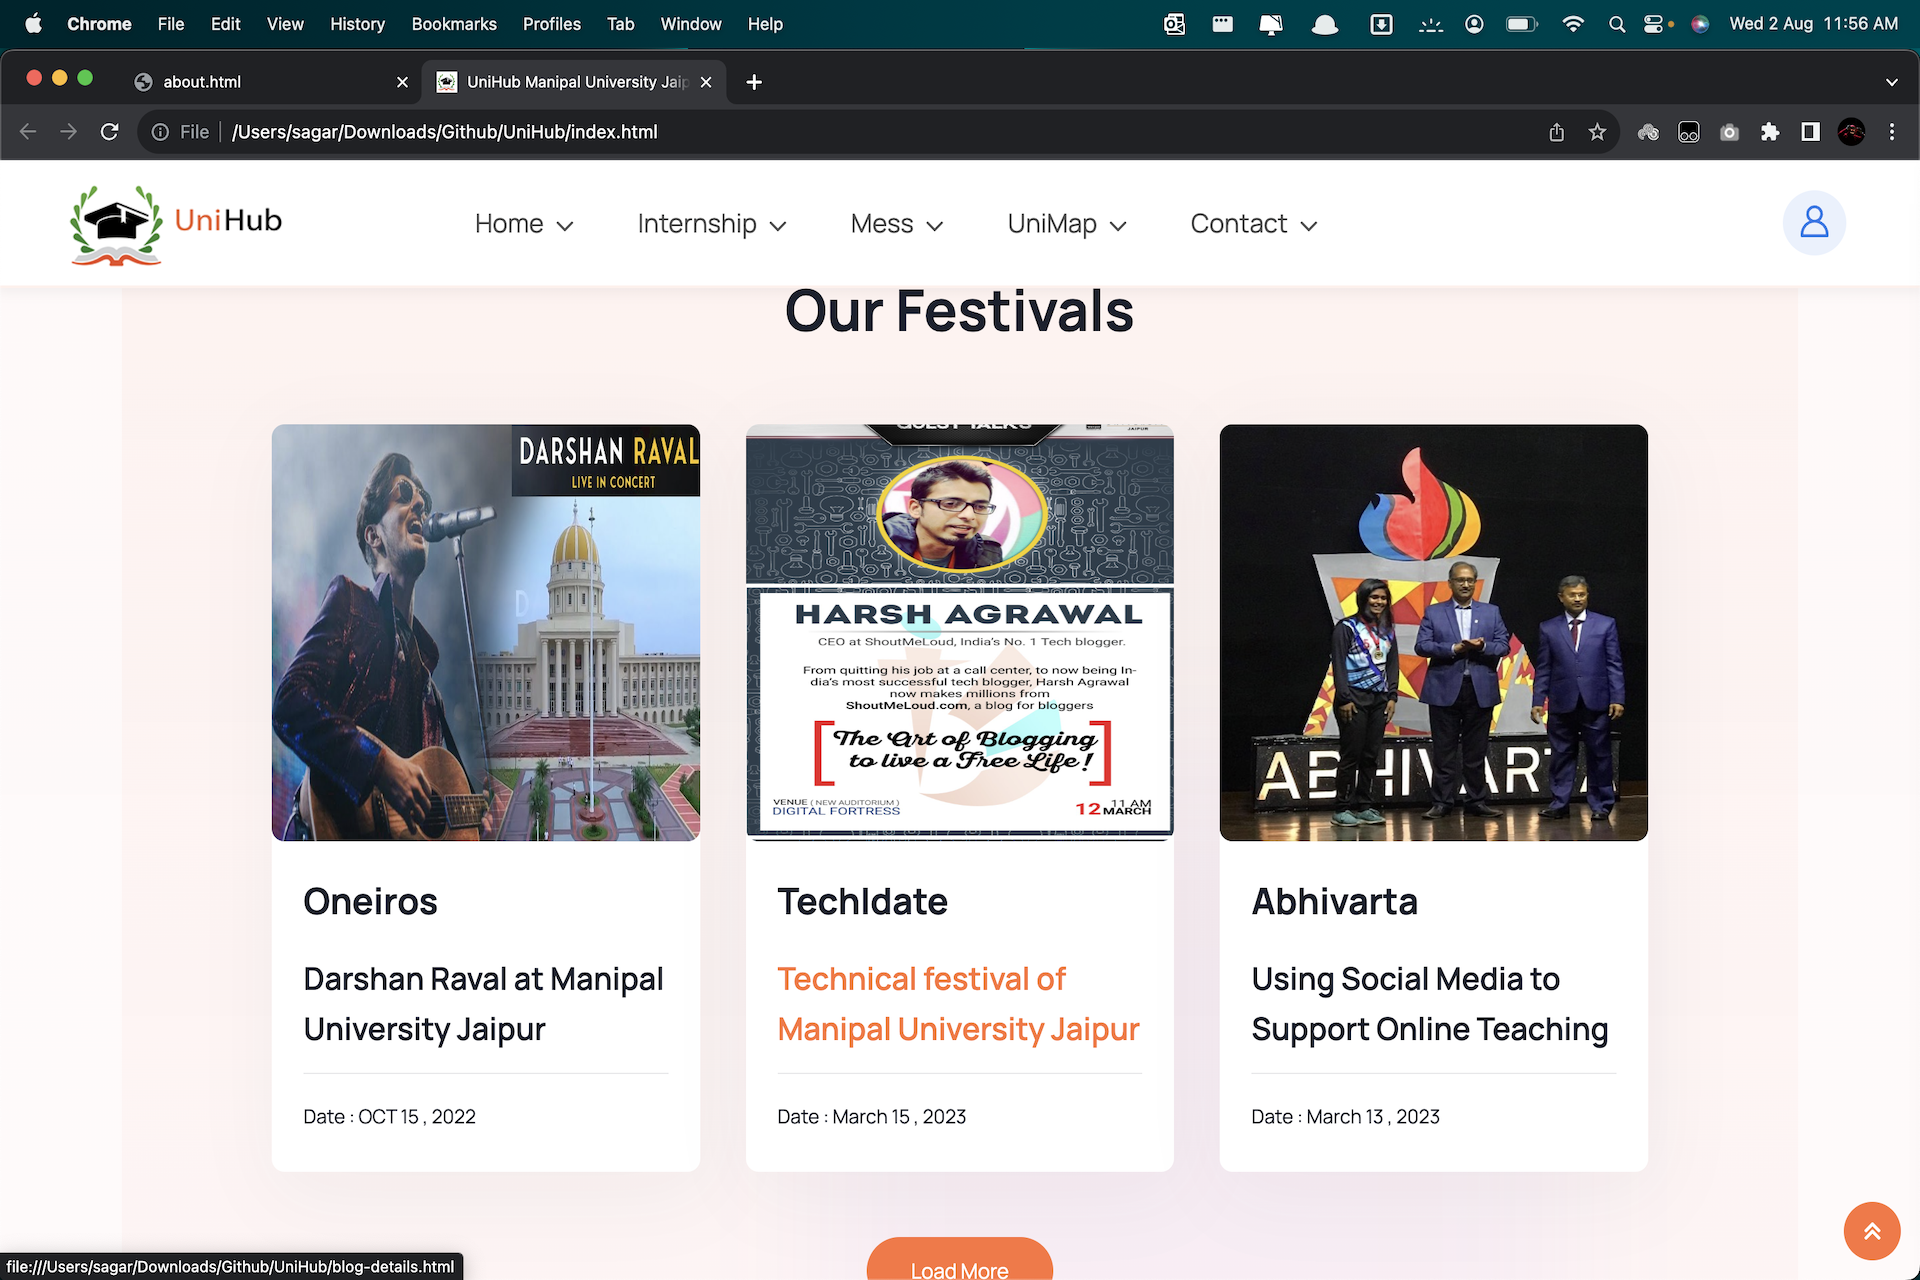 Chrome File Edit View History Bookmarks Profiles Tab Window Help Wed 2 Aug 11:56 AM
about.html UniHub Manipal University Jaip
File /Users/sagar/Downloads/Github/UniHub/index.html
UniHub Home Internship Mess UniMap Contact
Our Festivals
DARSHAN RAVAL
LIVE IN CONCERT
GUEST TALKS
JAIPUR
HARSH AGRAWAL
CEO at ShoutMeLoud, India's No. 1 Tech blogger.
From quitting his job at a call center, to now being In-
dia's most successful tech blogger, Harsh Agrawal
now makes millions from
ShoutMeLoud.com, a blog for bloggers
The Art of Blogging
to live a Free Life!
VENUE ( NEW AUDITORIUM )
DIGITAL FORTRESS
11 AM
12 MARCH
ABHIVARTA
Oneiros
Darshan Raval at Manipal
University Jaipur
Date : OCT 15 , 2022
TechIdate
Technical festival of
Manipal University Jaipur
Date : March 15 , 2023
Abhivarta
Using Social Media to
Support Online Teaching
Date : March 13 , 2023
Load More
file:///Users/sagar/Downloads/Github/UniHub/blog-details.html